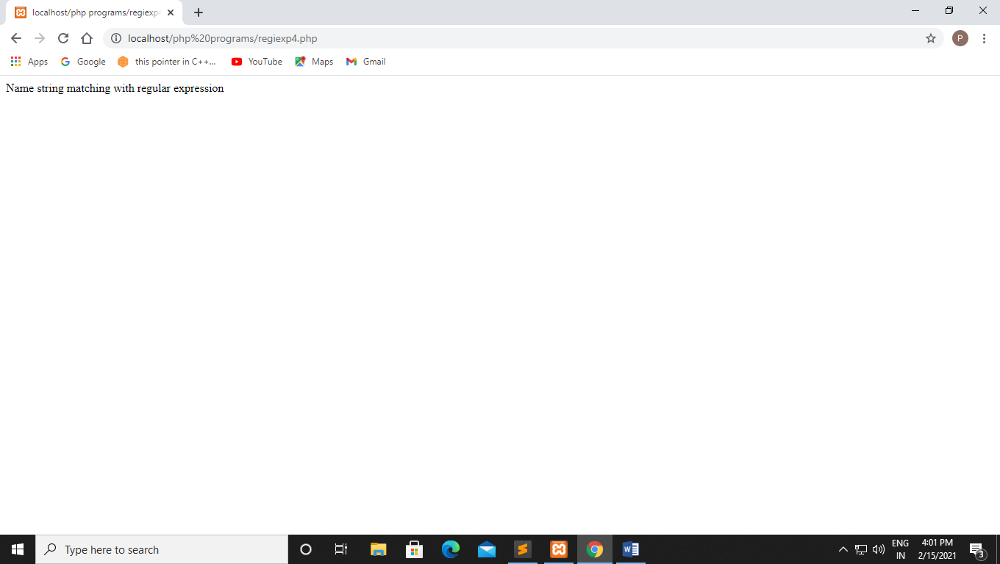 localhost/php programs/regiexp
localhost/php%20programs/regiexp4.php
P
Apps Google this pointer in C++... YouTube Maps Gmail
Name string matching with regular expression
Type here to search
W
ENG
IN
4:01 PM
2/15/2021
3